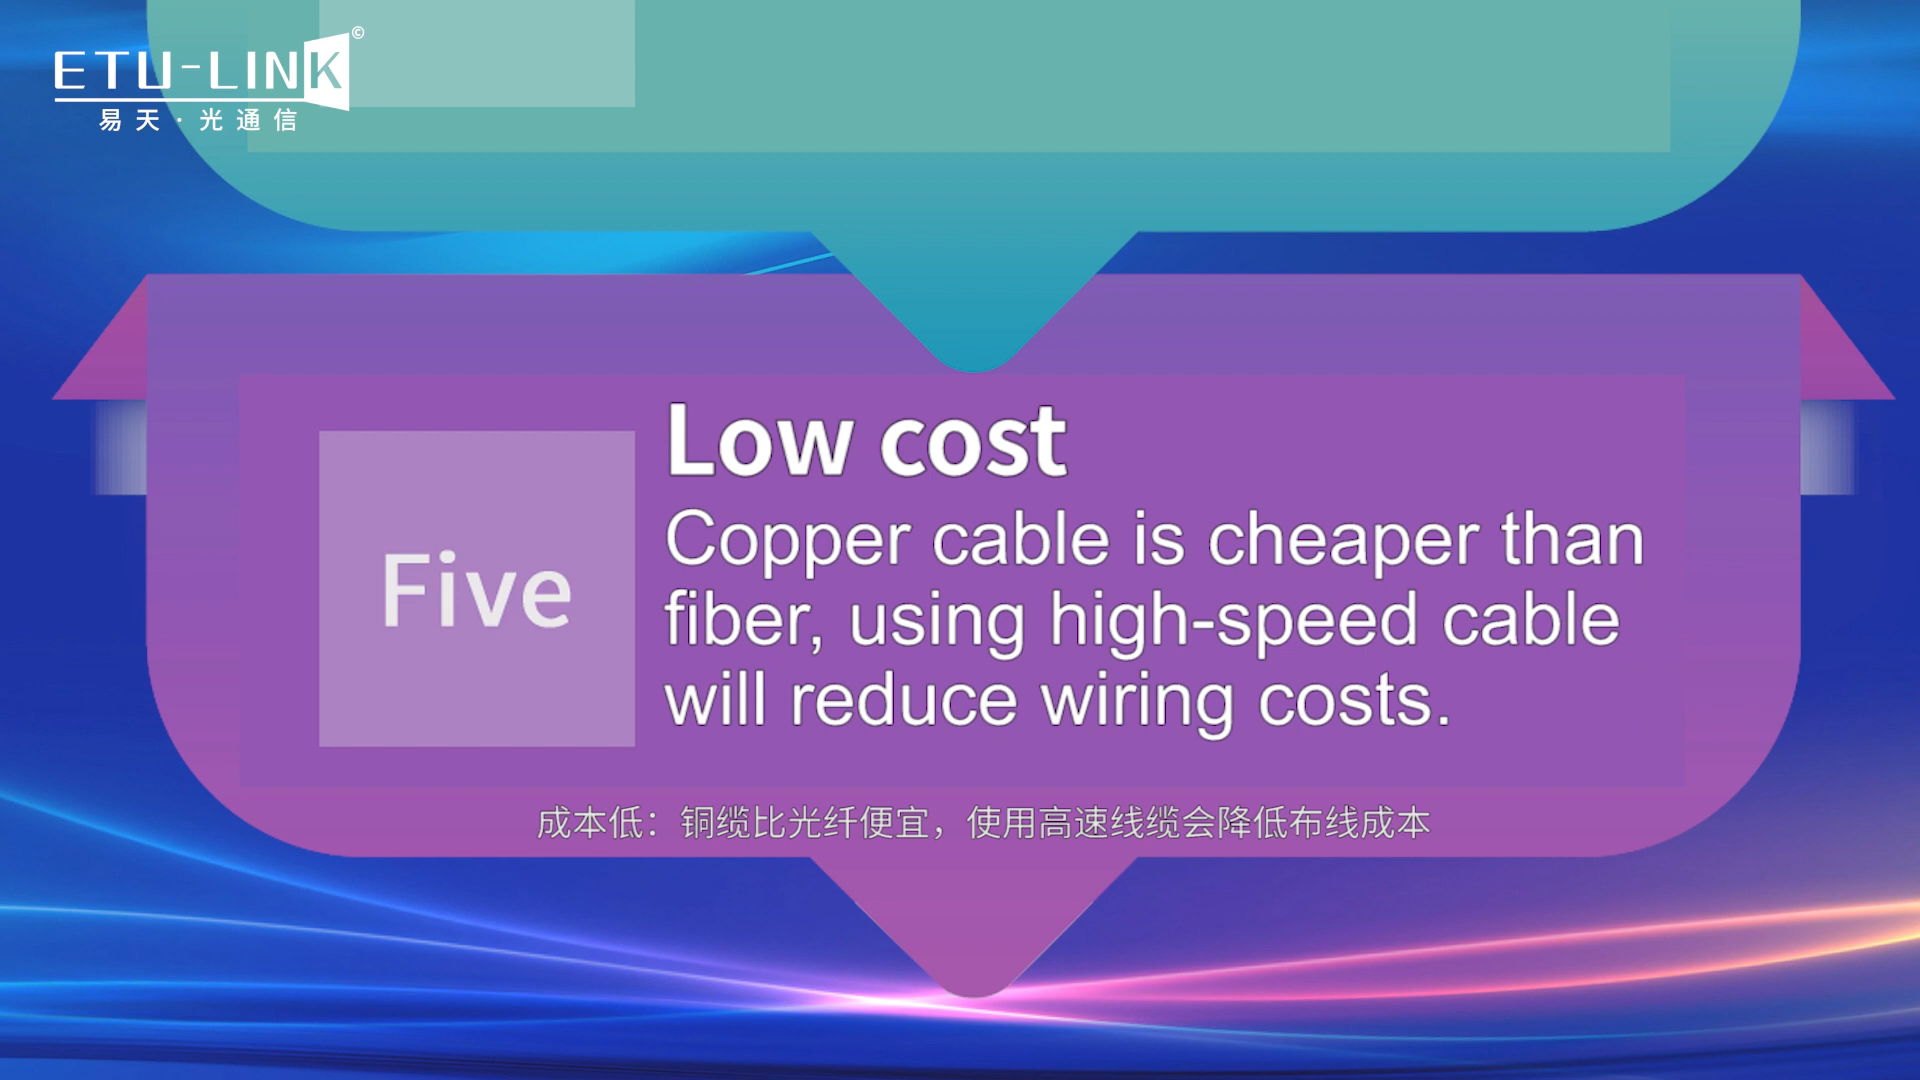 ETU-LINK©
易天·光通信
Low cost
Five
Copper cable is cheaper than
fiber, using high-speed cable
will reduce wiring costs.
成本低：铜缆比光纤便宜，使用高速线缆会降低布线成本